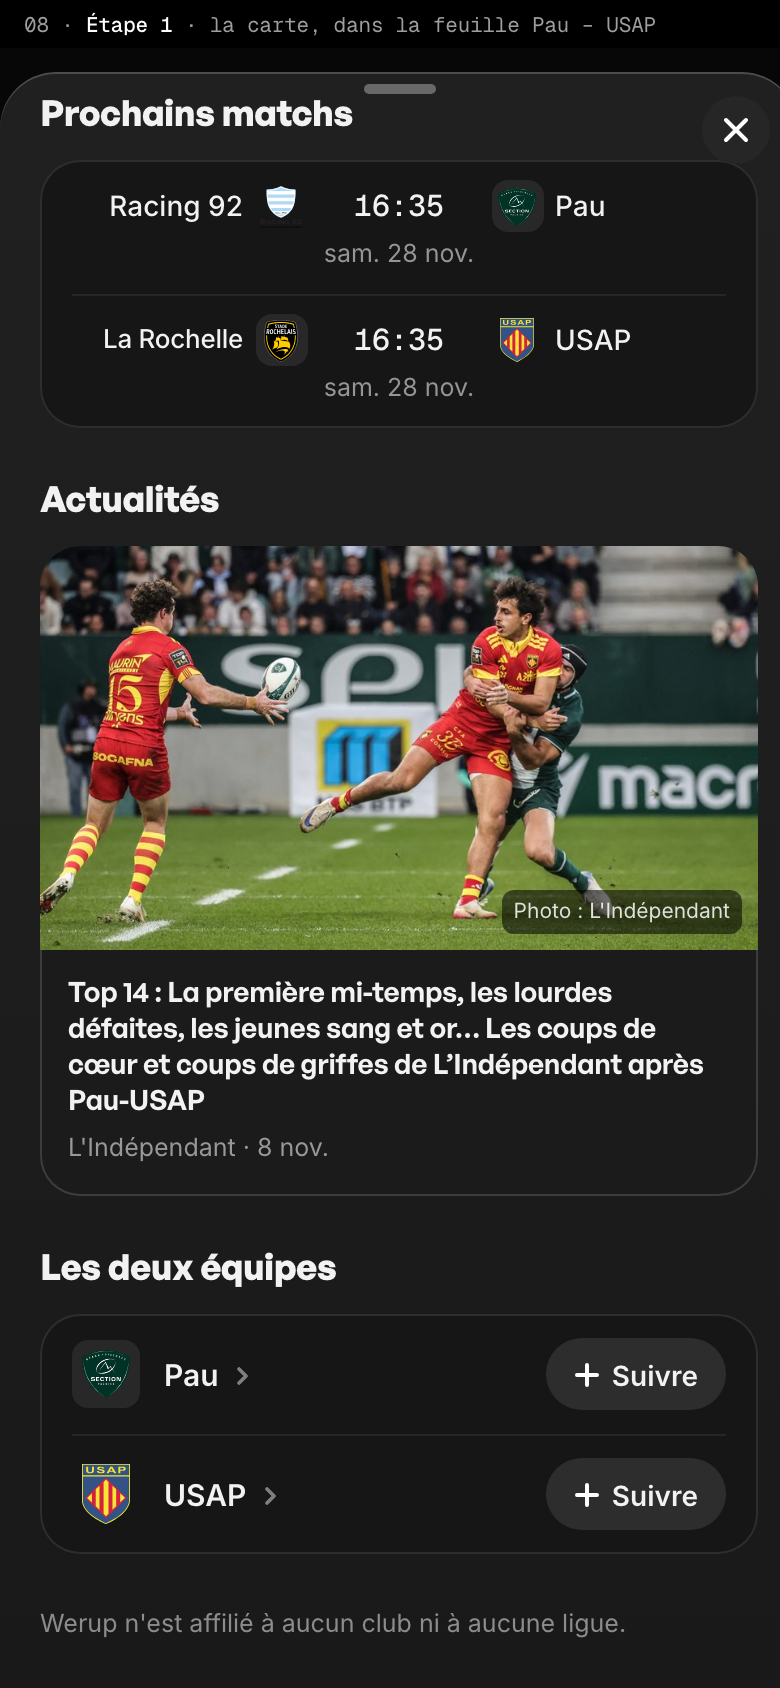 08 · Étape 1 · la carte, dans la feuille Pau – USAP
Prochains matchs
Racing 92 16:35 Pau
sam. 28 nov.
La Rochelle 16:35 USAP
sam. 28 nov.
Actualités
15
macr
Photo : L'Indépendant
Top 14 : La première mi-temps, les lourdes
défaites, les jeunes sang et or… Les coups de
cœur et coups de griffes de L’Indépendant après
Pau-USAP
L'Indépendant · 8 nov.
Les deux équipes
SECTION
Pau
+ Suivre
USAP
USAP
+ Suivre
Werup n'est affilié à aucun club ni à aucune ligue.